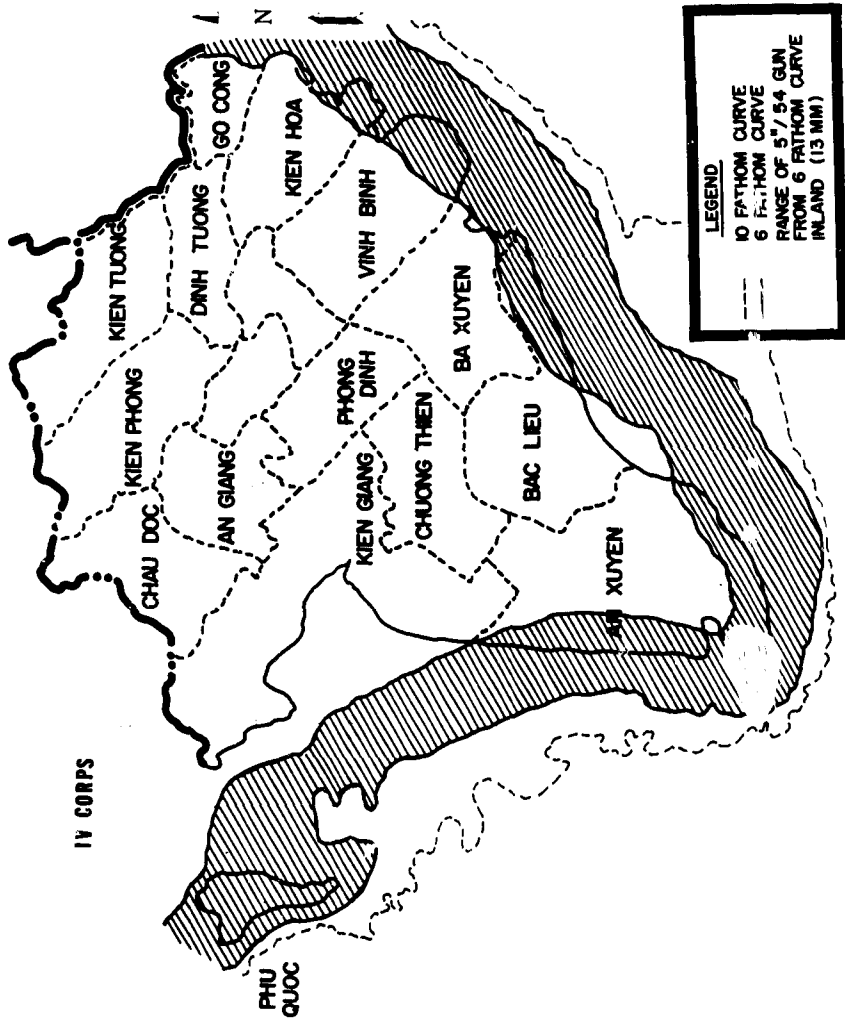 IV CORPS
N
GO CONG
KIEN TUONG
DINH TUONG
KIEN HOA
KIEN PHONG
VINH BINH
CHAU DOC
AN GIANG
PHONG
DINH
BA XUYEN
KIEN GIANG
CHUONG THIEN
BAC LIEU
AN XUYEN
PHU
QUOC
LEGEND
10 FATHOM CURVE
6 FATHOM CURVE
RANGE OF 5"/54 GUN
FROM 6 FATHOM CURVE
INLAND (13 MM)